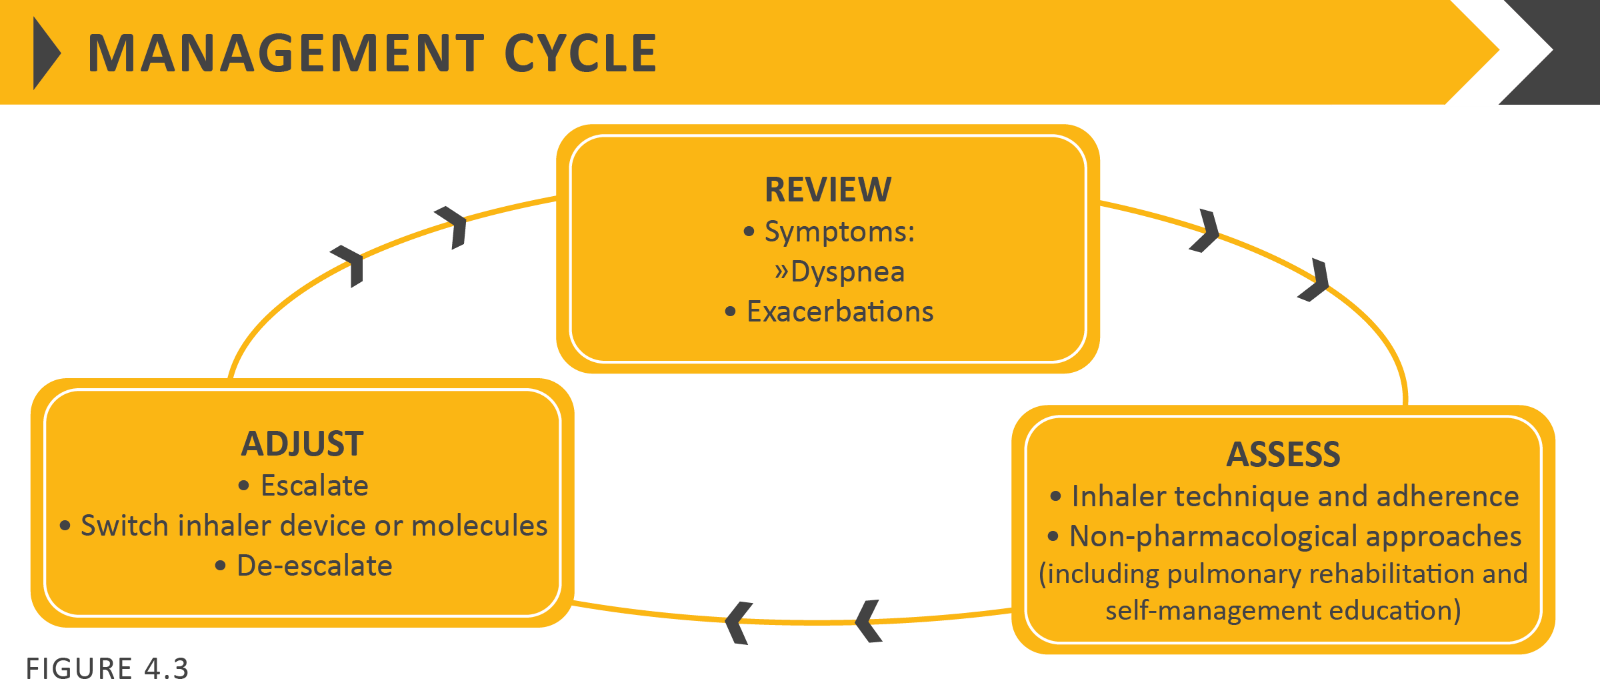 MANAGEMENT CYCLE
REVIEW
• Symptoms:
»Dyspnea
• Exacerbations
ADJUST
• Escalate
• Switch inhaler device or molecules
• De-escalate
ASSESS
• Inhaler technique and adherence
• Non-pharmacological approaches
(including pulmonary rehabilitation and
self-management education)
FIGURE 4.3